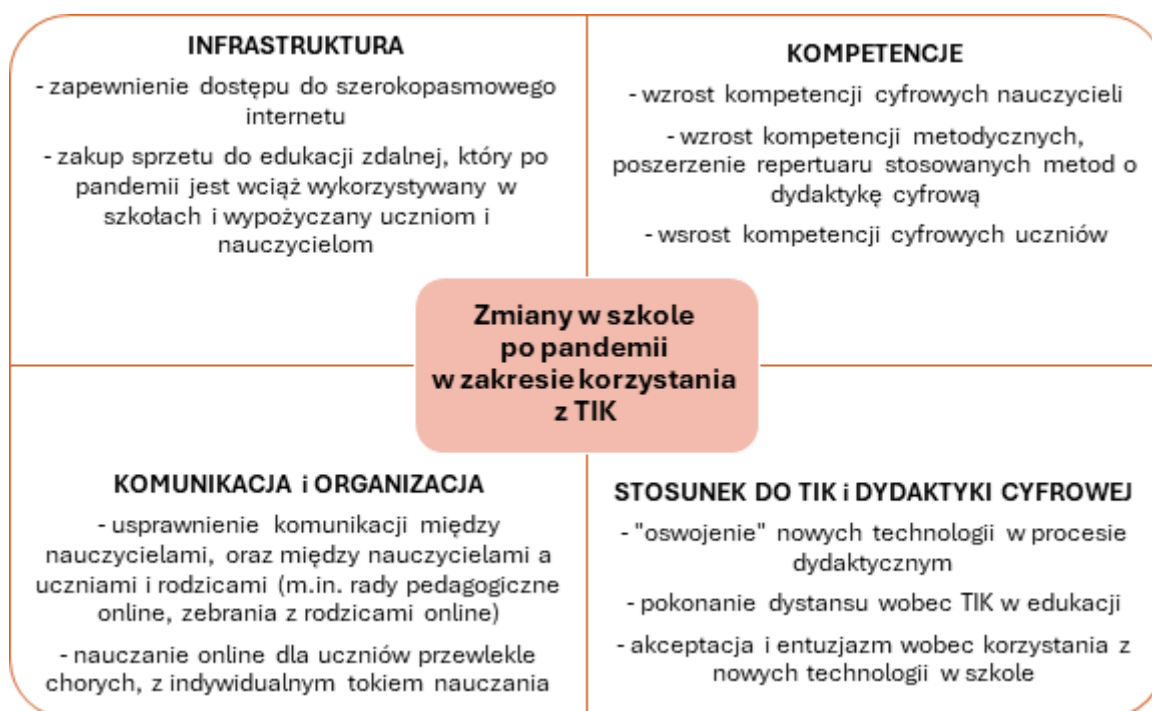 INFRASTRUKTURA
- zapewnienie dostępu do szerokopasmowego
internetu
- zakup sprzętu do edukacji zdalnej, który po
pandemii jest wciąż wykorzystywany w
szkołach i wypożyczany uczniom i
nauczycielom
KOMPETENCJE
- wzrost kompetencji cyfrowych nauczycieli
- wzrost kompetencji metodycznych,
poszerzenie repertuaru stosowanych metod o
dydaktykę cyfrową
- wsrost kompetencji cyfrowych uczniów
Zmiany w szkole
po pandemii
w zakresie korzystania
z TIK
KOMUNIKACJA i ORGANIZACJA
- usprawnienie komunikacji między
nauczycielami, oraz między nauczycielami a
uczniami i rodzicami (m.in. rady pedagogiczne
online, zebrania z rodzicami online)
- nauczanie online dla uczniów przewlekle
chorych, z indywidualnym tokiem nauczania
STOSUNEK DO TIK i DYDAKTYKI CYFROWEJ
- "oswojenie" nowych technologii w procesie
dydaktycznym
- pokonanie dystansu wobec TIK w edukacji
- akceptacja i entuzjazm wobec korzystania z
nowych technologii w szkole